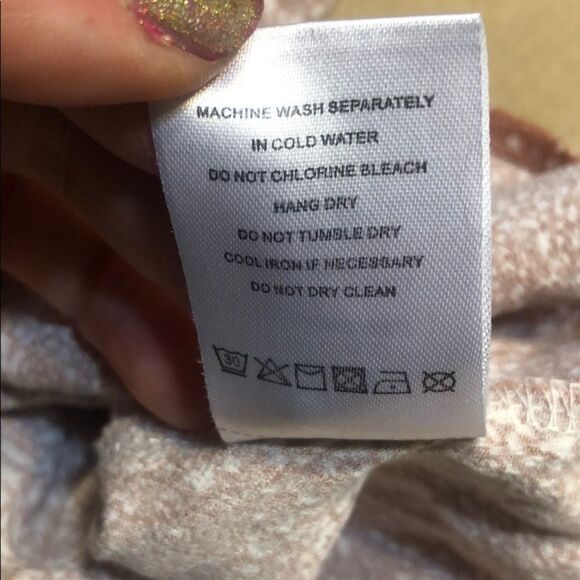 MACHINE WASH SEPARATELY
IN COLD WATER
DO NOT CHLORINE BLEACH
HANG DRY
DO NOT TUMBLE DRY
COOL IRON IF NECESSARY
DO NOT DRY CLEAN
30